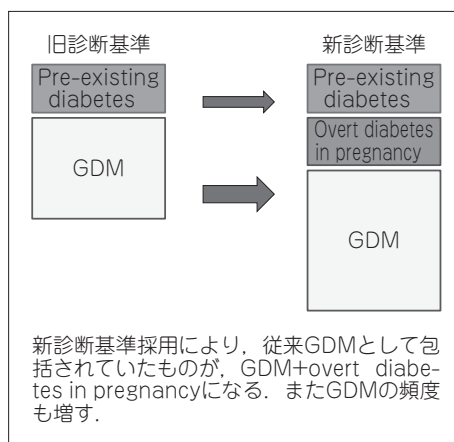 旧診断基準
Pre-existing
diabetes
GDM
新診断基準
Pre-existing
diabetes
Overt diabetes
in pregnancy
GDM
新診断基準採用により，従来GDMとして包
括されていたものが，GDM+overt diabe-
tes in pregnancyになる．またGDMの頻度
も増す．